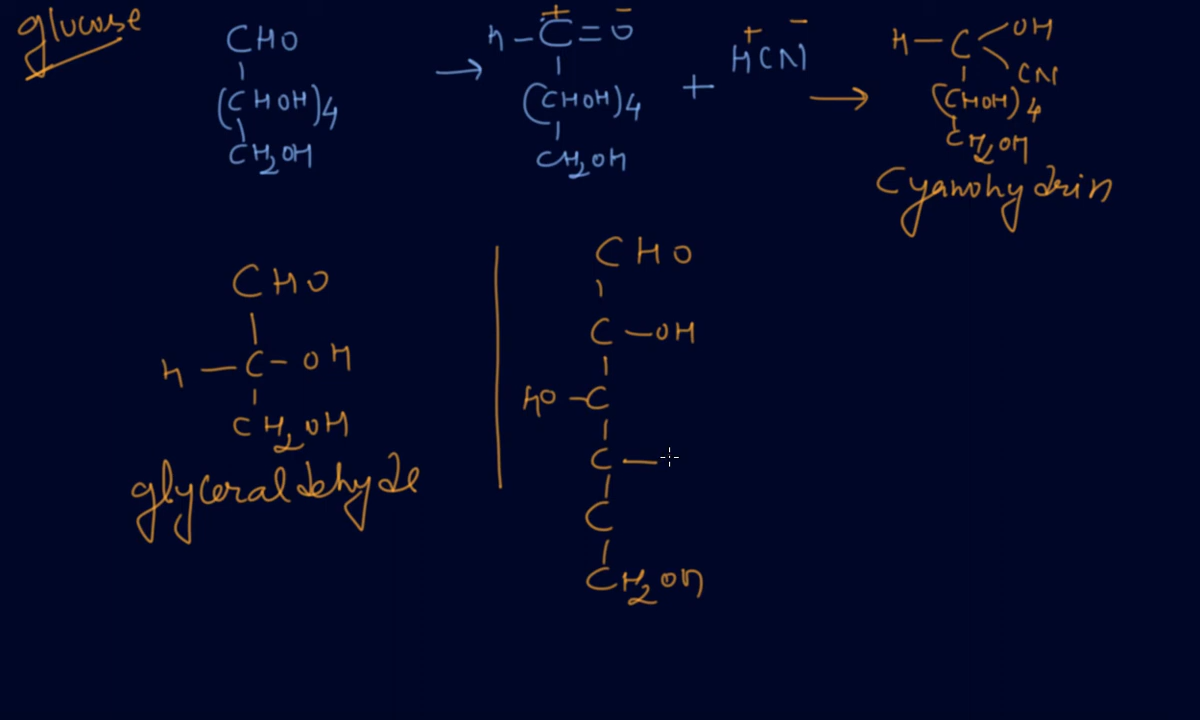 glucose
CHO
(CHOH)4
CH2OH
→
+ −
H－C=O
(CHOH)4
CH2OH
+
+ −
HCN
→
H－C OH
CN
(CHOH)4
CH2OH
Cyanohydrin
CHO
H－C－OH
CH2OH
glyceraldehyde
CHO
C－OH
HO－C
C－
C
CH2OH